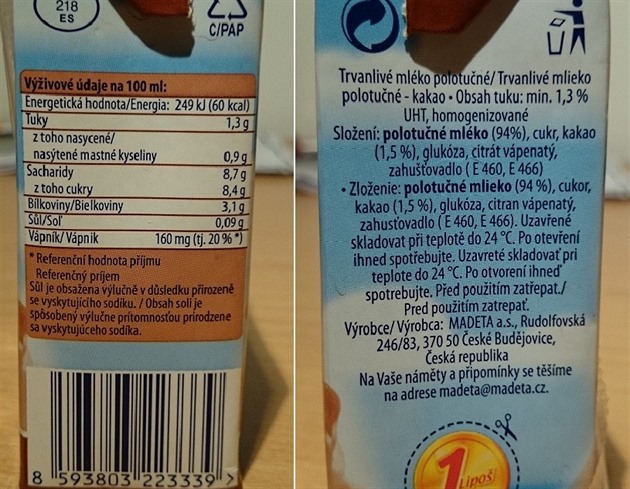 218
ES
C/PAP
Výživové údaje na 100 ml:
Energetická hodnota/Energia: 249 kJ (60 kcal)
Tuky 1,3 g
z toho nasycené/
nasýtené mastné kyseliny 0,9 g
Sacharidy 8,7 g
z toho cukry 8,4 g
Bílkoviny/Bielkoviny 3,1 g
Sůl/Soľ 0,09 g
Vápník/Vápnik 160 mg (tj. 20 %*)
* Referenční hodnota příjmu
Referenčný príjem
Sůl je obsažena výlučně v důsledku přirozeně
se vyskytujícího sodíku. / Obsah soli je
spôsobený výlučne prítomnosťou prirodzene
sa vyskytujúceho sodíka.
8 593803 223339 >
Trvanlivé mléko polotučné/ Trvanlivé mlieko
polotučné - kakao • Obsah tuku: min. 1,3 %
UHT, homogenizované
Složení: polotučné mléko (94%), cukr, kakao
(1,5 %), glukóza, citrát vápenatý,
zahušťovadlo ( E 460, E 466)
• Zloženie: polotučné mlieko (94 %), cukor,
kakao (1,5 %), glukóza, citran vápenatý,
zahusťovadlo ( E 460, E 466). Uzavřené
skladovat při teplotě do 24 °C. Po otevření
ihned spotřebujte. Uzavreté skladovať pri
teplote do 24 °C. Po otvorení ihneď
spotrebujte. Před použitím zatřepat./
Pred použitím zatrepať.
Výrobce/ Výrobca: MADETA a.s., Rudolfovská
246/83, 370 50 České Budějovice,
Česká republika
Na Vaše náměty a připomínky se těšíme
na adrese madeta@madeta.cz.
1
Lipoš